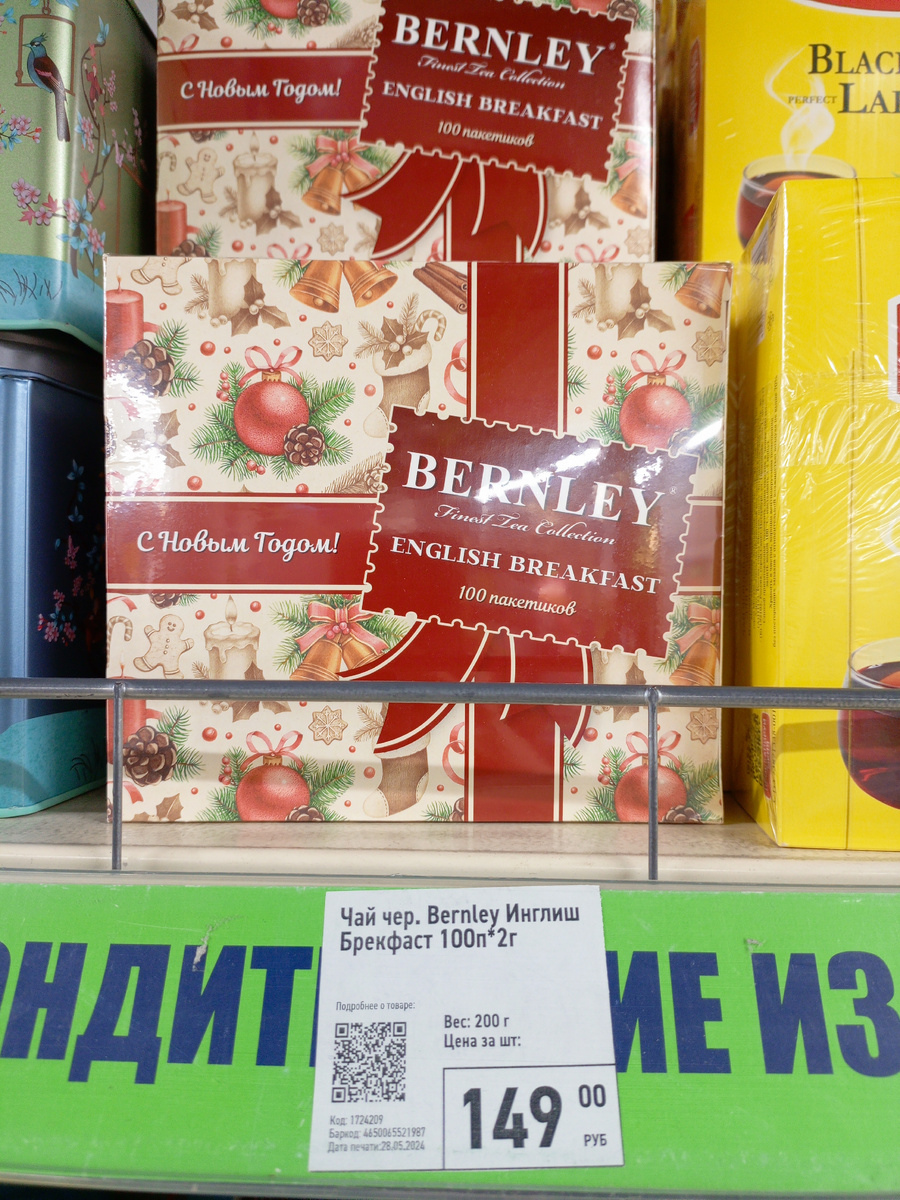 BERNLEY®
Finest Tea Collection
ENGLISH BREAKFAST
100 пакетиков
С Новым Годом!
BLAC
PERFECT LA
BERNLEY®
Finest Tea Collection
ENGLISH BREAKFAST
100 пакетиков
С Новым Годом!
НДИТ
ИЕ ИЗ
Чай чер. Bernley Инглиш
Брекфаст 100п*2г
Подробнее о товаре:
Вес: 200 г
Цена за шт:
149 00
РУБ
Код: 1724209
Баркод: 4650065521987
Дата печати:28.05.2024